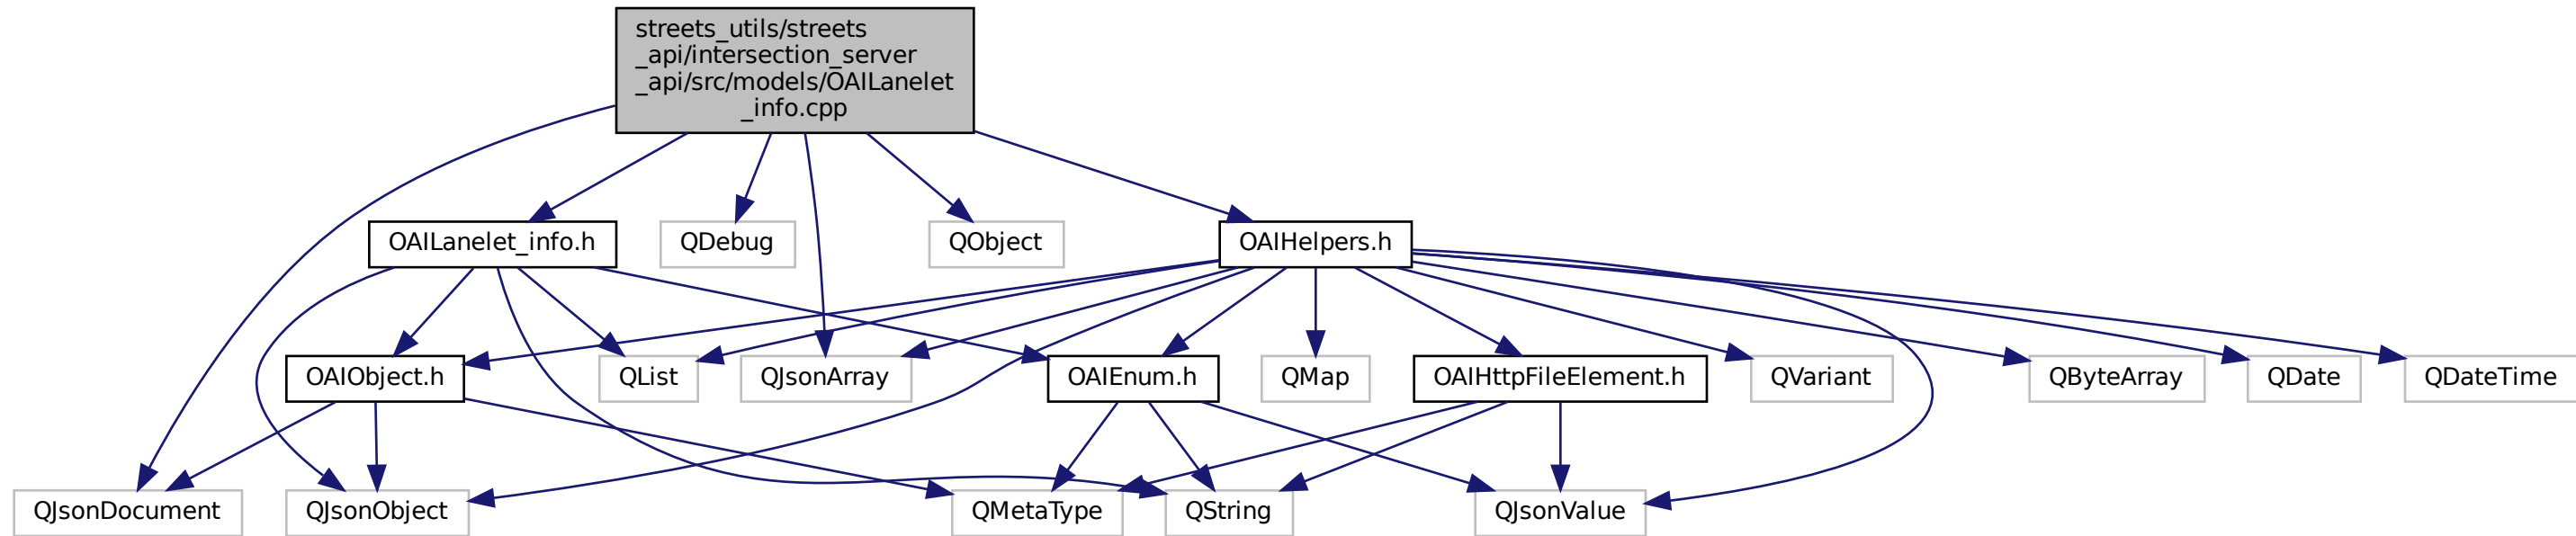 streets_utils/streets
_api/intersection_server
_api/src/models/OAILanelet
_info.cpp
OAILanelet_info.h
QDebug
QObject
OAIHelpers.h
OAIObject.h
QList
QJsonArray
OAIEnum.h
QMap
OAIHttpFileElement.h
QVariant
QByteArray
QDate
QDateTime
QJsonDocument
QJsonObject
QMetaType
QString
QJsonValue